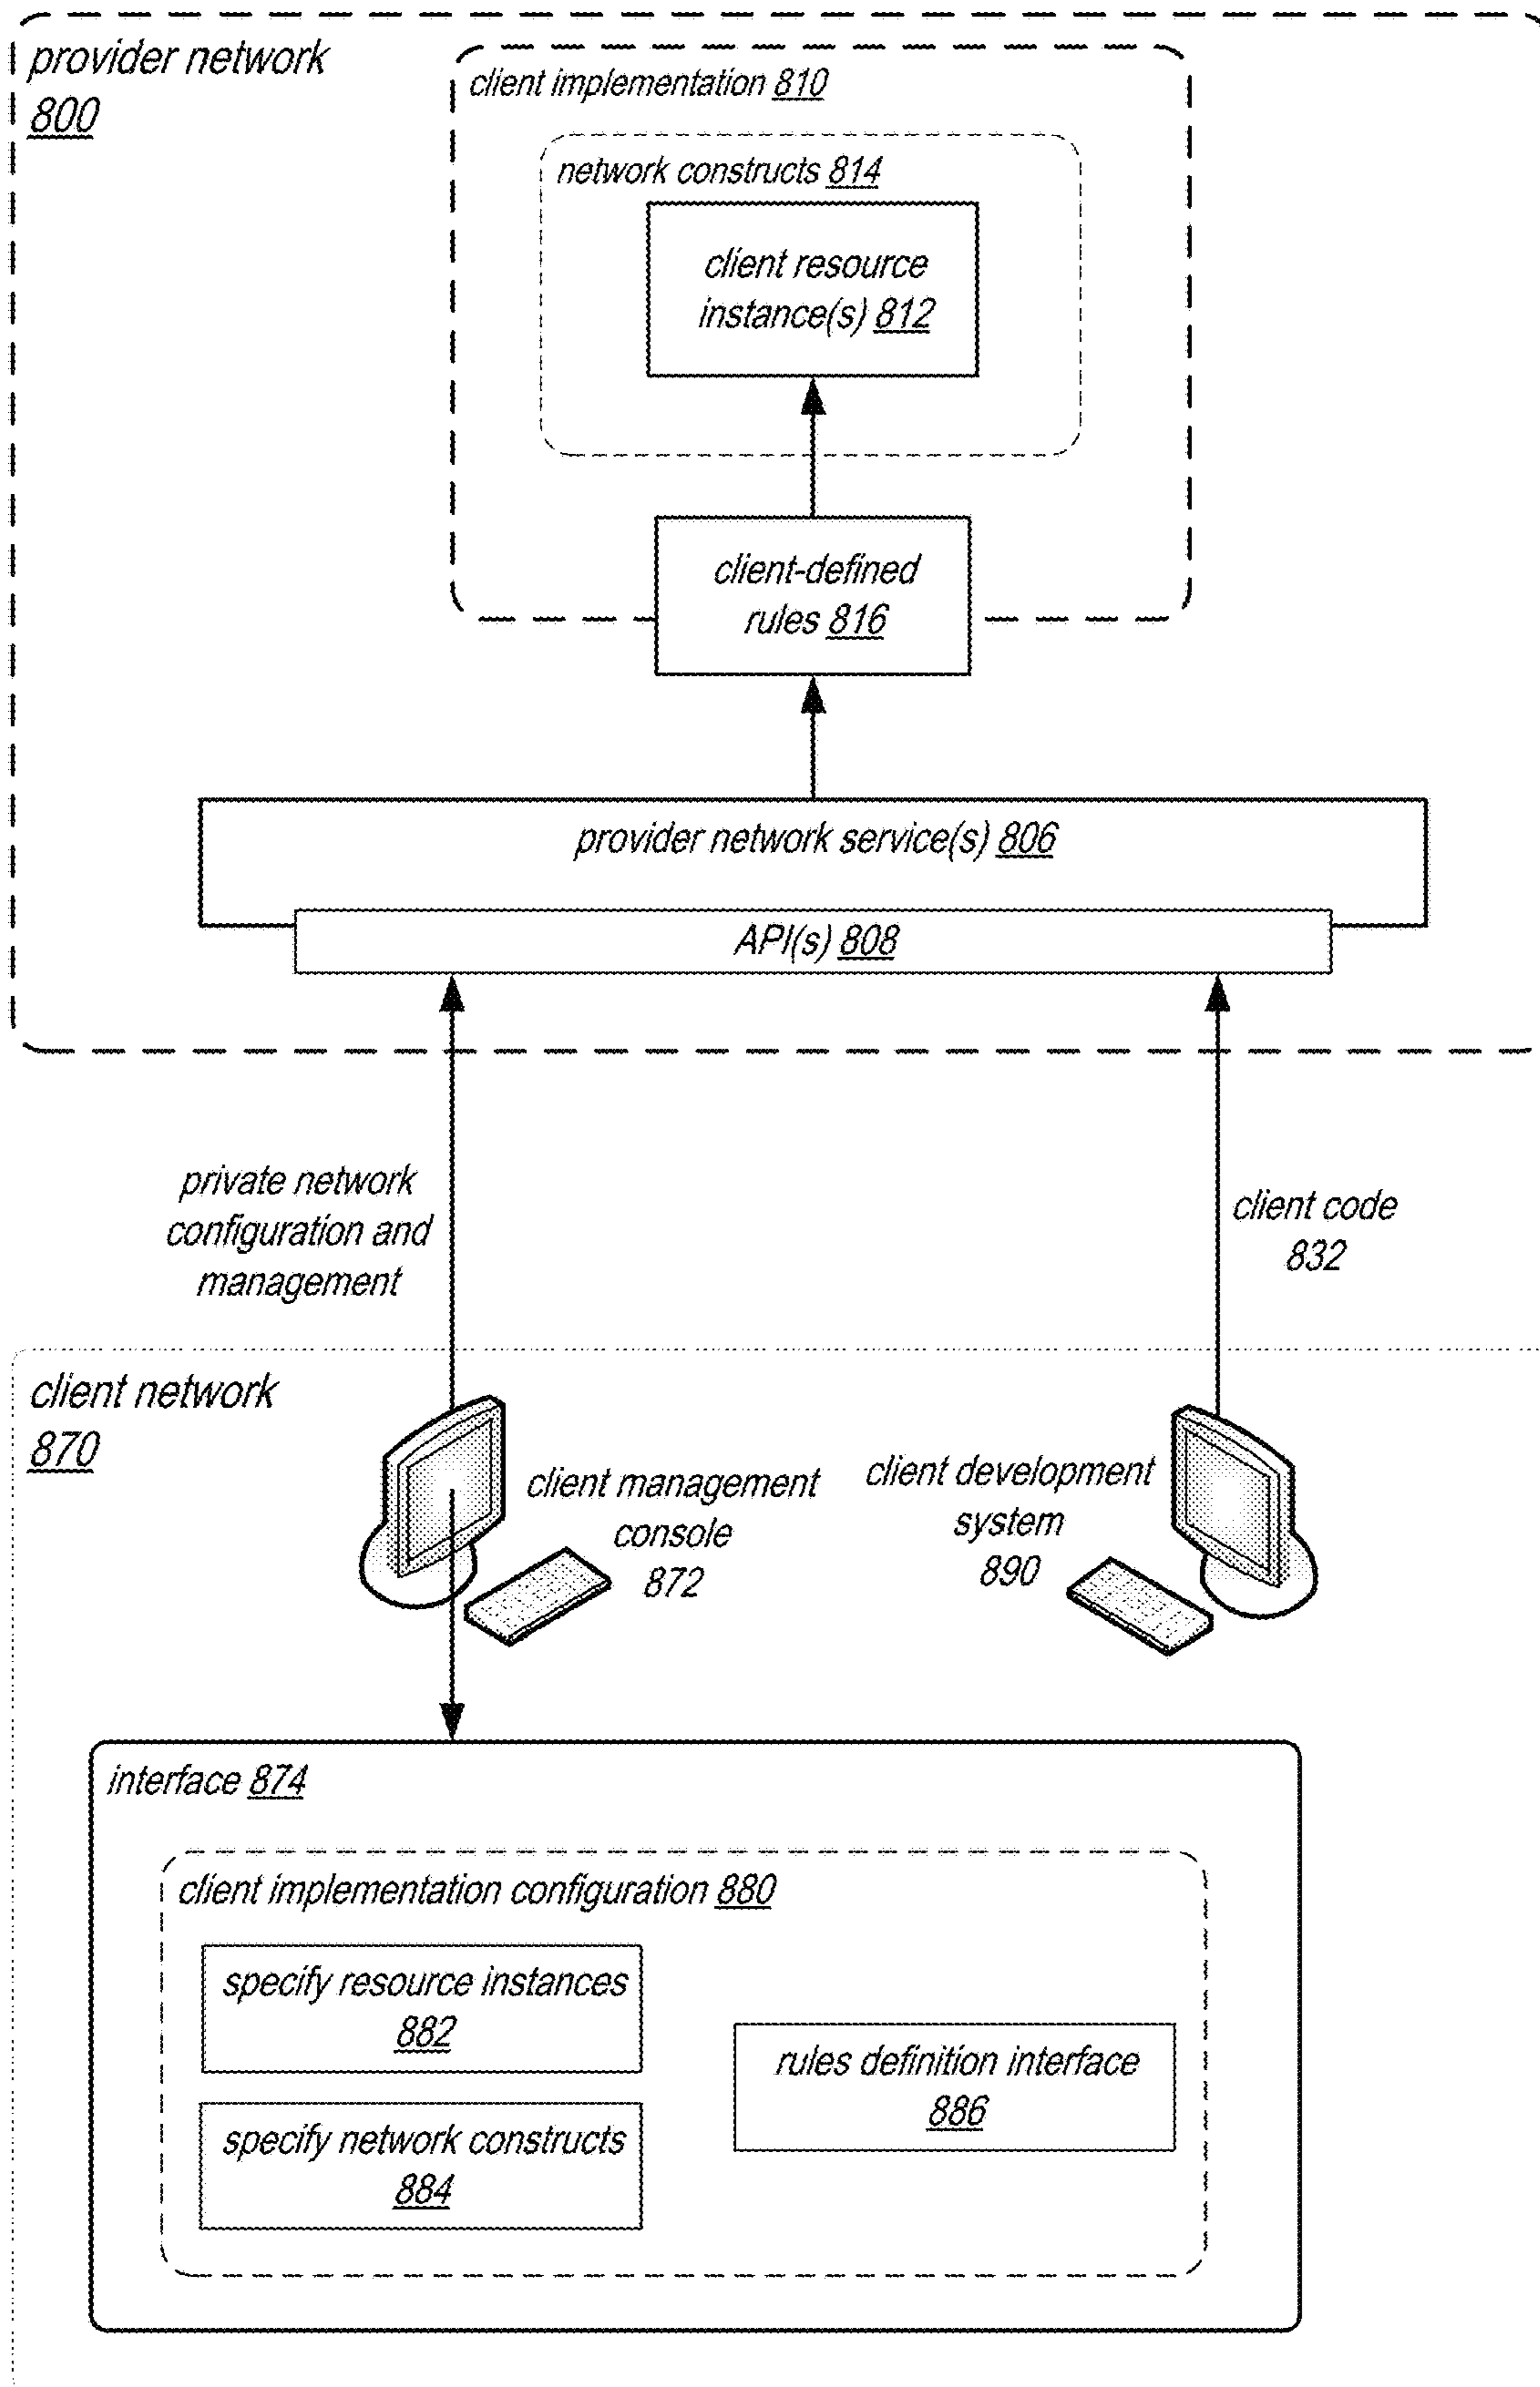 provider network
800
client implementation 810
network constructs 814
client resource
instance(s) 812
client-defined
rules 816
provider network service(s) 806
API(s) 808
private network
configuration and
management
client code
832
client network
870
client management
console
872
client development
system
890
interface 874
client implementation configuration 880
specify resource instances
882
specify network constructs
884
rules definition interface
886